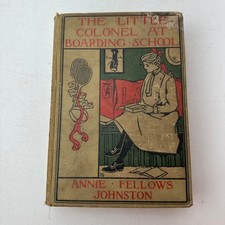 THE LITTLE
COLONEL AT
BOARDING-SCHOOL
ANNIE · FELLOWS
JOHNSTON